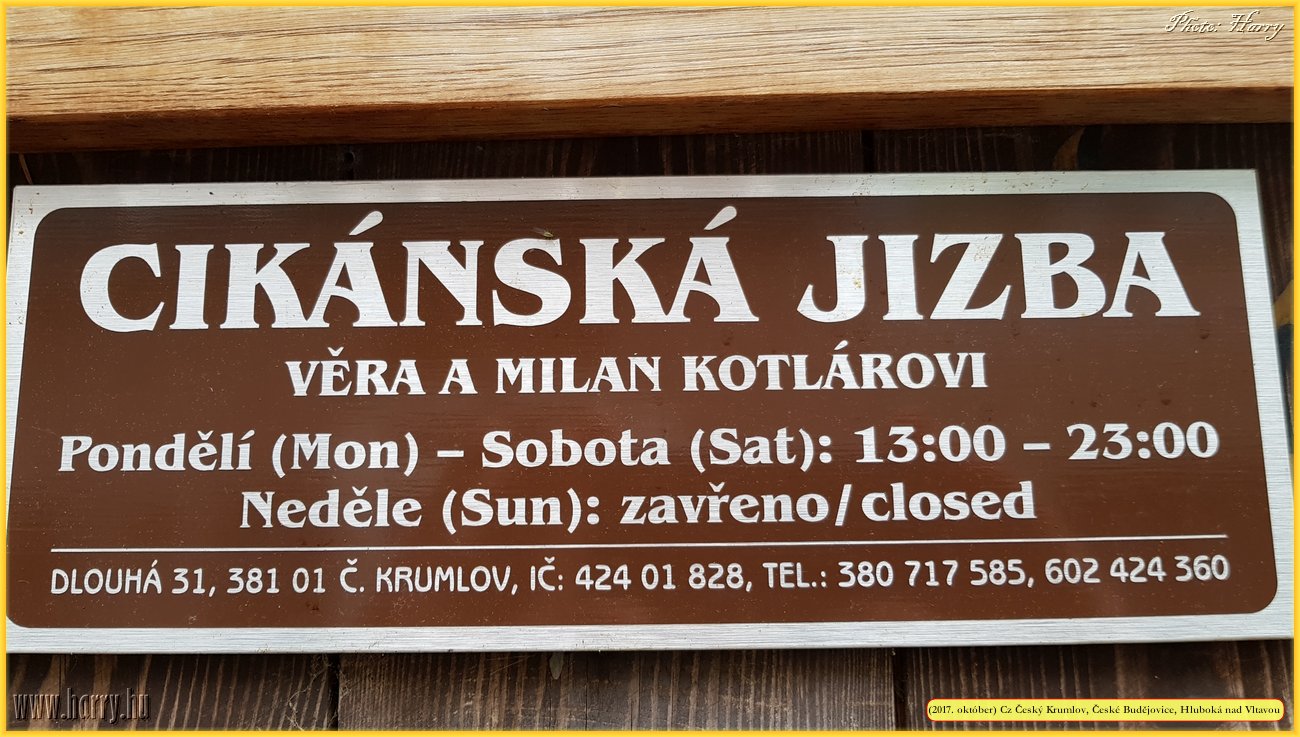 Photo: Harry
CIKÁNSKÁ JIZBA
VĚRA A MILAN KOTLÁROVI
Pondělí (Mon) – Sobota (Sat): 13:00 – 23:00
Neděle (Sun): zavřeno/closed
DLOUHÁ 31, 381 01 Č. KRUMLOV, IČ: 424 01 828, TEL.: 380 717 585, 602 424 360
www.harry.hu
(2017. október) Cz Český Krumlov, České Budějovice, Hluboká nad Vltavou